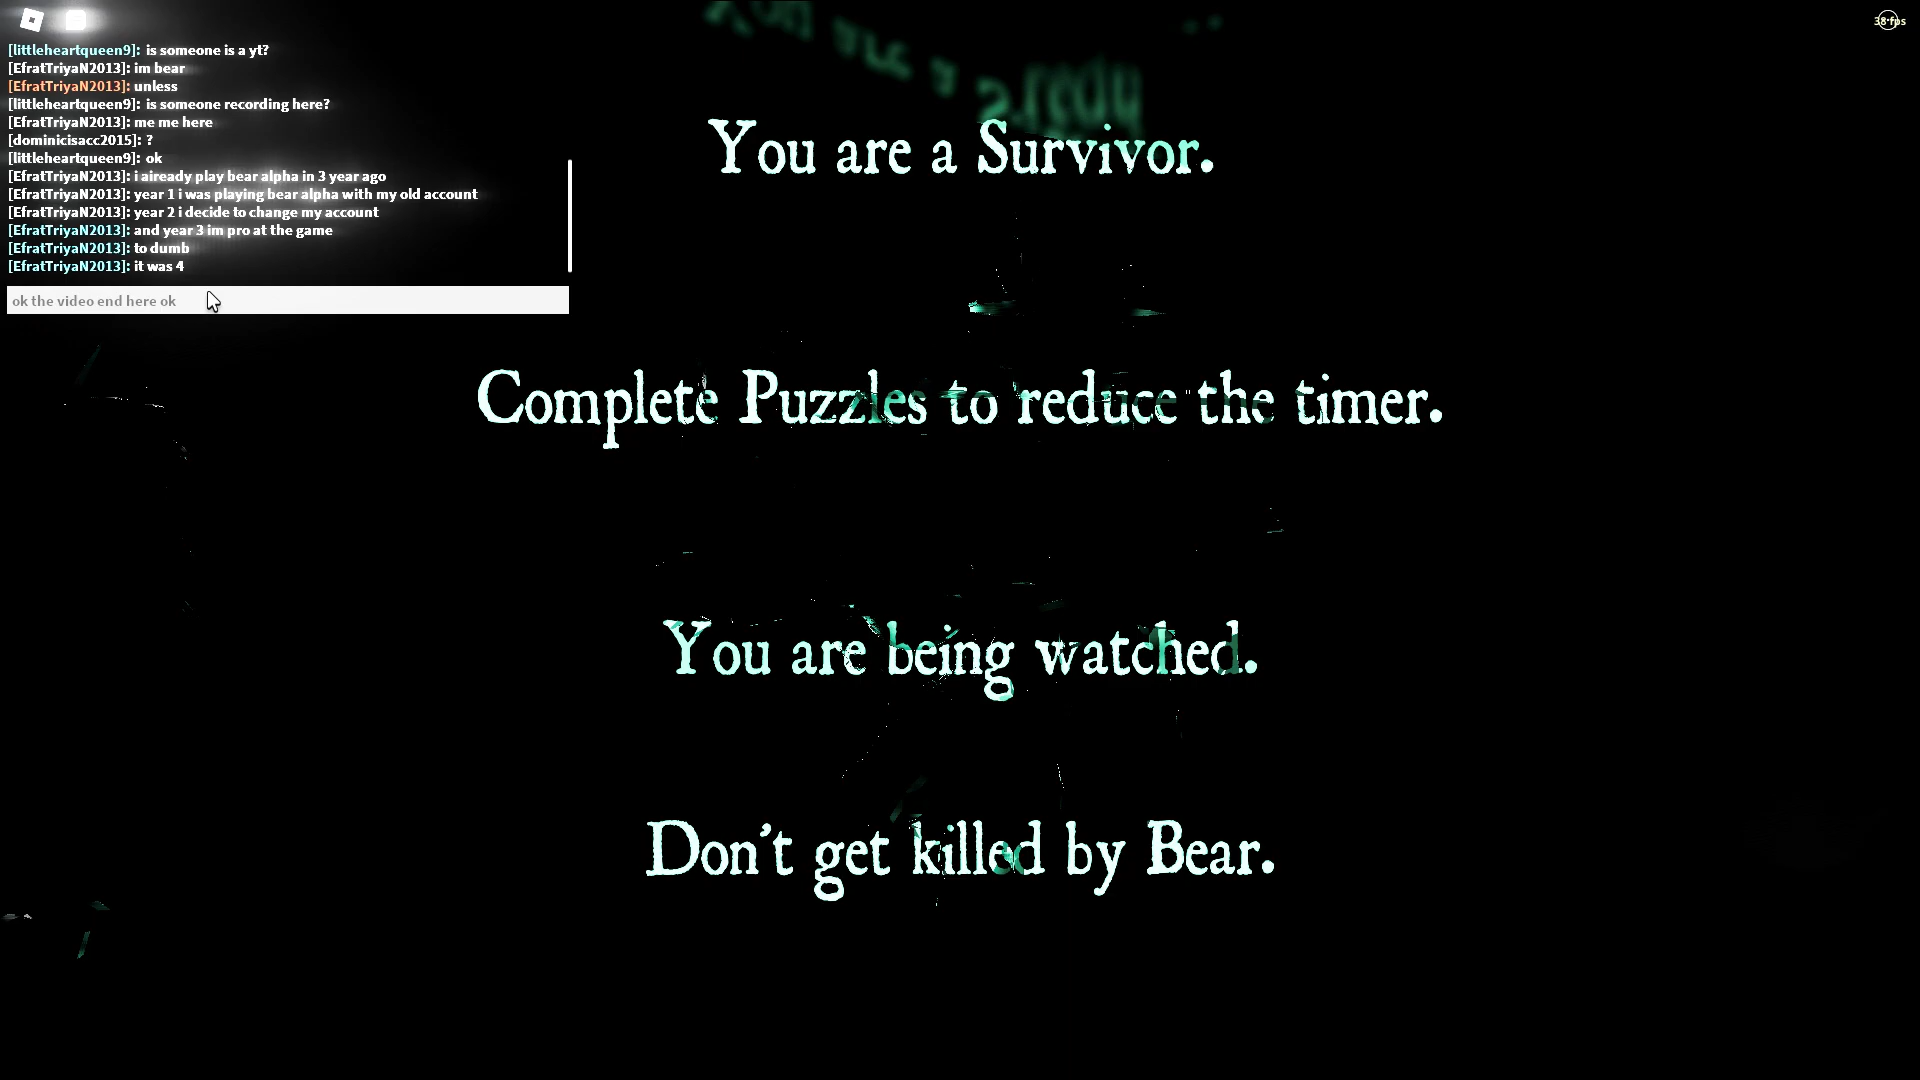 [littleheartqueen9]: is someone is a yt?
[EfratTriyaN2013]: im bear
[EfratTriyaN2013]: unless
[littleheartqueen9]: is someone recording here?
[EfratTriyaN2013]: me me here
[dominicisacc2015]: ?
[littleheartqueen9]: ok
[EfratTriyaN2013]: i aiready play bear alpha in 3 year ago
[EfratTriyaN2013]: year 1 i was playing bear alpha with my old account
[EfratTriyaN2013]: year 2 i decide to change my account
[EfratTriyaN2013]: and year 3 im pro at the game
[EfratTriyaN2013]: to dumb
[EfratTriyaN2013]: it was 4
ok the video end here ok
38 fps
You are a Survivor.
Complete Puzzles to reduce the timer.
You are being watched.
Don't get killed by Bear.